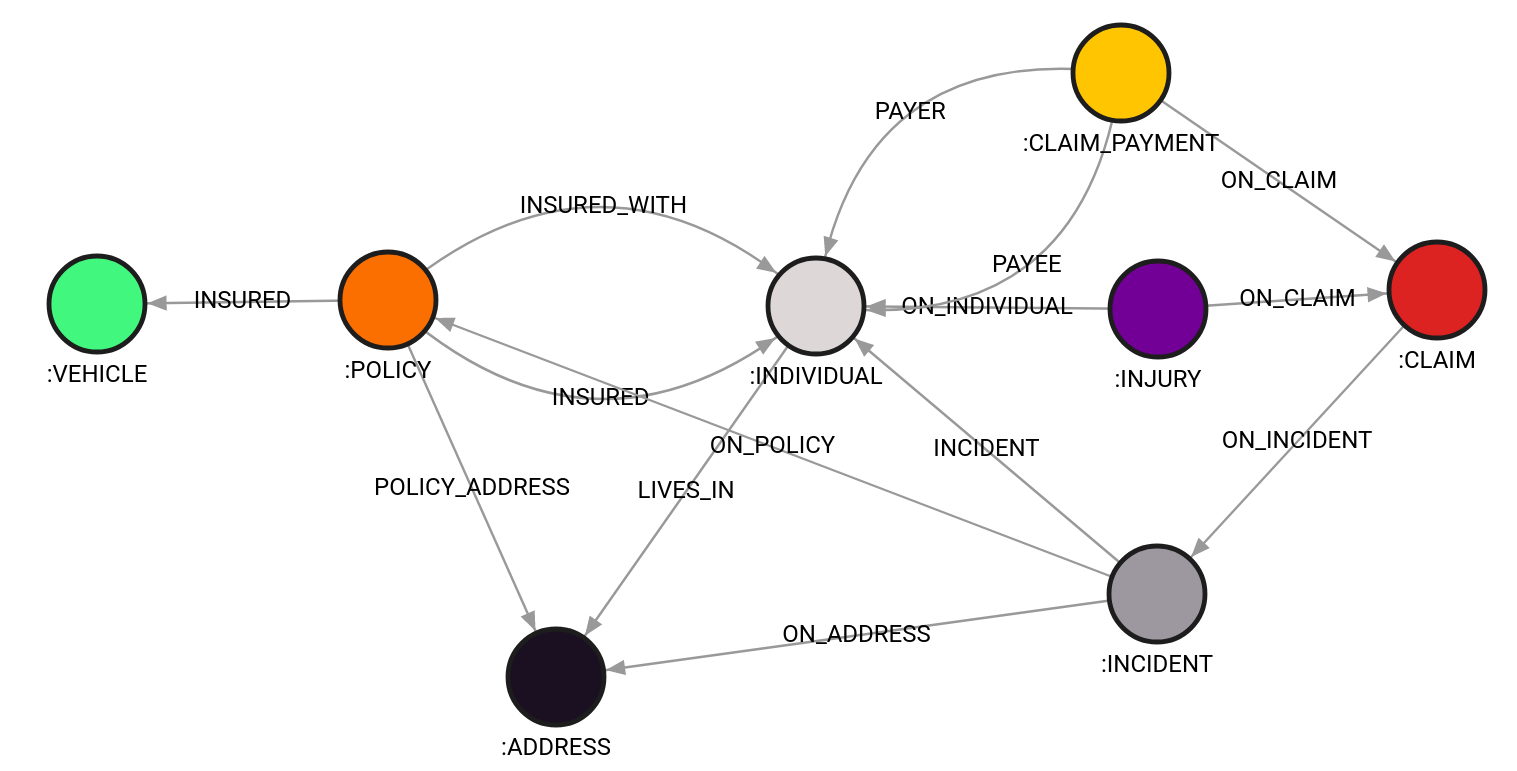 PAYER
:CLAIM_PAYMENT
ON_CLAIM
INSURED_WITH
PAYEE
INSURED
ON_INDIVIDUAL
ON_CLAIM
:VEHICLE
:POLICY
:INDIVIDUAL
:INJURY
:CLAIM
INSURED
ON_POLICY
INCIDENT
ON_INCIDENT
POLICY_ADDRESS
LIVES_IN
ON_ADDRESS
:INCIDENT
:ADDRESS